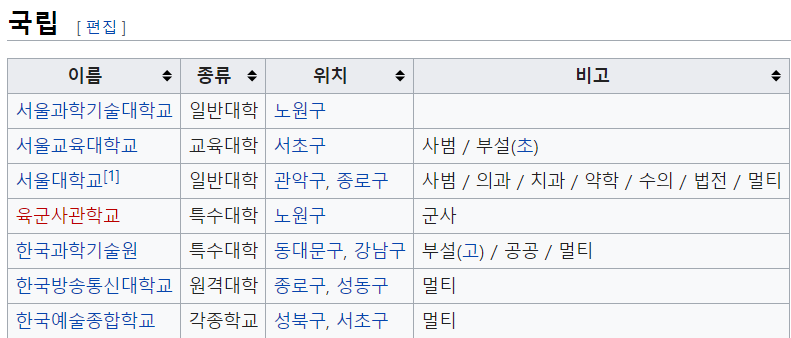 국립 [ 편집 ]
이름 종류 위치 비고
서울과학기술대학교 일반대학 노원구
서울교육대학교 교육대학 서초구 사범 / 부설(초)
서울대학교[1] 일반대학 관악구, 종로구 사범 / 의과 / 치과 / 약학 / 수의 / 법전 / 멀티
육군사관학교 특수대학 노원구 군사
한국과학기술원 특수대학 동대문구, 강남구 부설(고) / 공공 / 멀티
한국방송통신대학교 원격대학 종로구, 성동구 멀티
한국예술종합학교 각종학교 성북구, 서초구 멀티